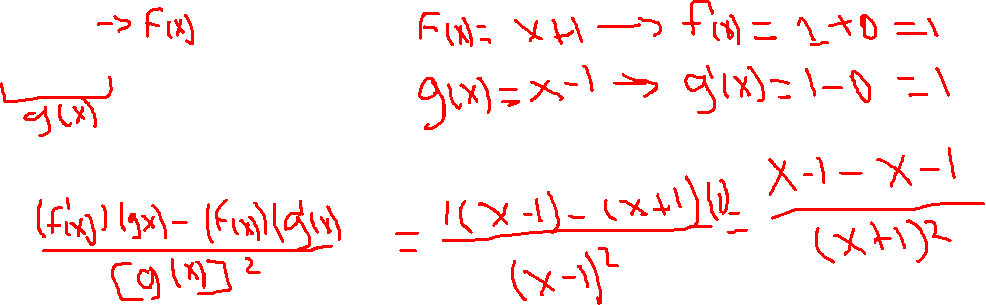 -> F(x)
F(x) = x+1 → f'(x) = 1+0 = 1
g(x)
g(x) = x-1 → g'(x) = 1-0 = 1
(f'(x))(gx) - (f(x))(g'(x) / [g(x)]² = 1(x-1) - (x+1)(1) / (x-1)² = x-1-x-1 / (x+1)²